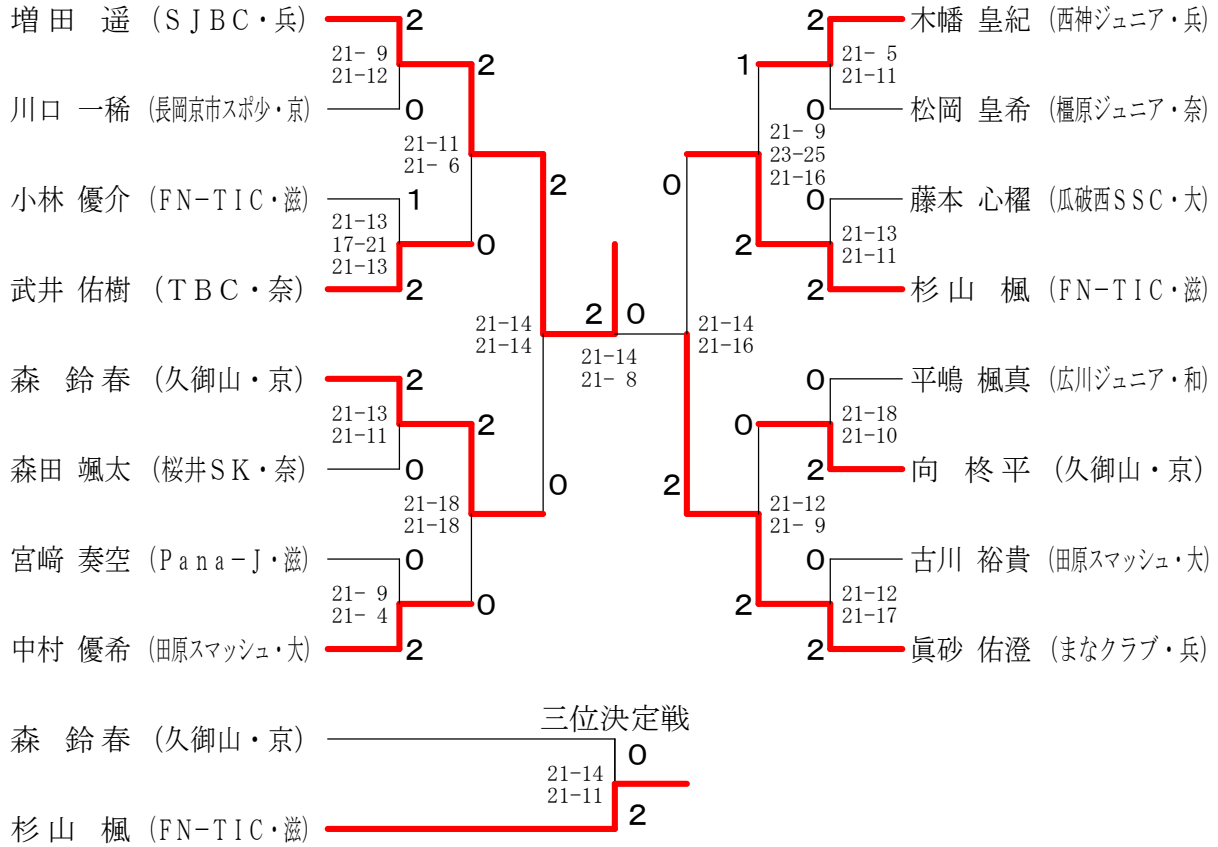 増田 遥 (SJBC・兵) 2
21- 9
21-12
2
川口 一稀 (長岡京市スポ少・京) 0
21-11
21- 6
2
小林 優介 (FN-TIC・滋) 1
21-13
17-21
21-13
0
武井 佑樹 (TBC・奈) 2
21-14
21-14
森 鈴春 (久御山・京) 2
21-13
21-11
2
森田 颯太 (桜井SK・奈) 0
21-18
21-18
0
宮﨑 奏空 (Pana-J・滋) 0
21- 9
21- 4
0
中村 優希 (田原スマッシュ・大) 2
2 0
21-14
21- 8
2 木幡 皇紀 (西神ジュニア・兵)
1
21- 5
21-11
0 松岡 皇希 (橿原ジュニア・奈)
21- 9
23-25
21-16
0
0 藤本 心櫂 (瓜破西SSC・大)
2
21-13
21-11
2 杉山 楓 (FN-TIC・滋)
21-14
21-16
0 平嶋 楓真 (広川ジュニア・和)
0
21-18
21-10
2 向 柊平 (久御山・京)
2
21-12
21- 9
0 古川 裕貴 (田原スマッシュ・大)
2
21-12
21-17
2 眞砂 佑澄 (まなクラブ・兵)
三位決定戦
森 鈴春 (久御山・京) 0
21-14
21-11
杉山 楓 (FN-TIC・滋) 2